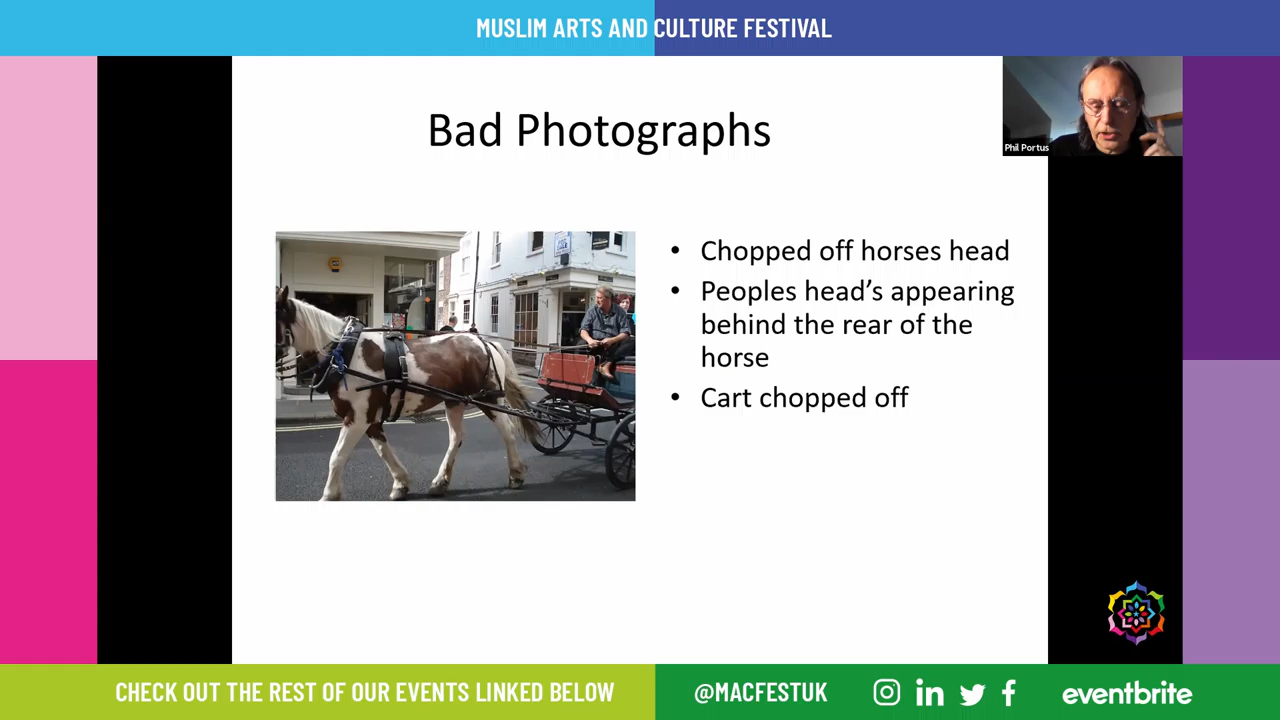 MUSLIM ARTS AND CULTURE FESTIVAL
Phil Portus
Bad Photographs
• Chopped off horses head
• Peoples head’s appearing
behind the rear of the
horse
• Cart chopped off
CHECK OUT THE REST OF OUR EVENTS LINKED BELOW
@MACFESTUK
eventbrite